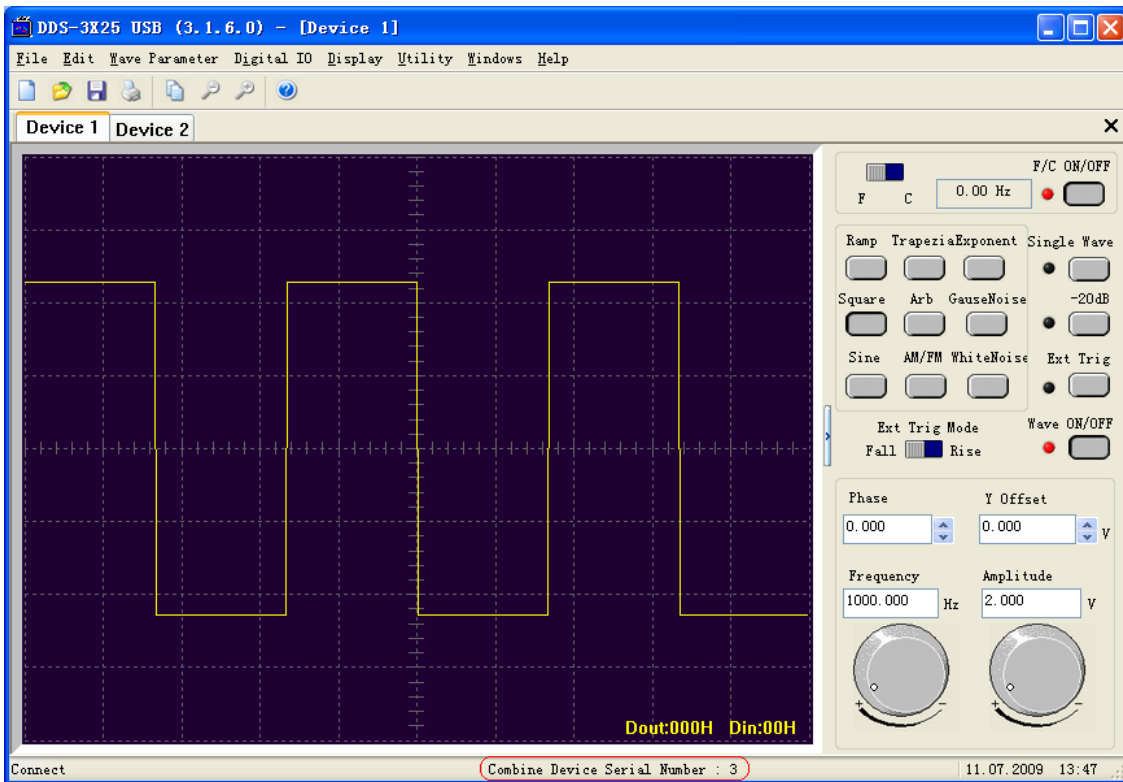 DDS-3X25 USB (3.1.6.0) - [Device 1]
File Edit Wave Parameter Digital IO Display Utility Windows Help
Device 1 Device 2
F/C ON/OFF
F C 0.00 Hz
Ramp Trapezia Exponent Single Wave
Square Arb GauseNoise -20dB
Sine AM/FM WhiteNoise Ext Trig
Ext Trig Mode Wave ON/OFF
Fall Rise
Phase Y Offset
0.000 0.000 V
Frequency Amplitude
1000.000 Hz 2.000 V
+ - + -
Dout:000H Din:00H
Connect Combine Device Serial Number : 3 11.07.2009 13:47